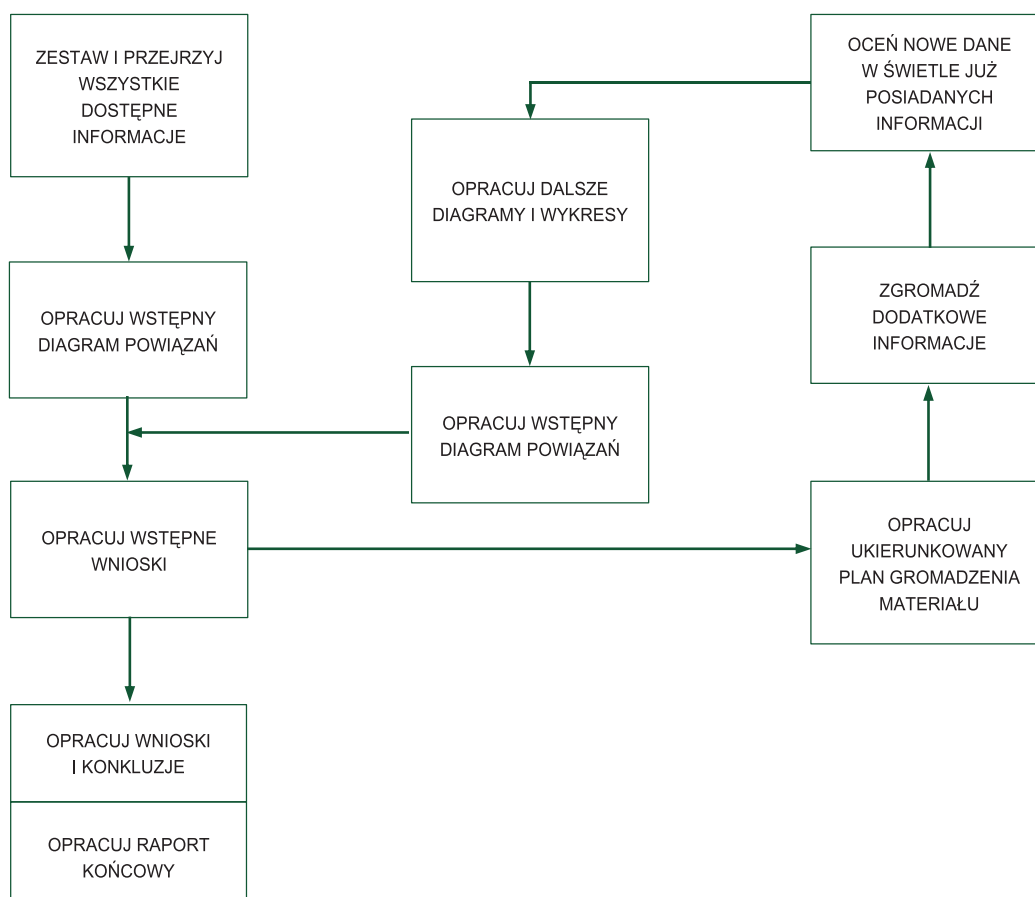 ZESTAW I PRZEJRZYJ
WSZYSTKIE
DOSTĘPNE
INFORMACJE
OPRACUJ WSTĘPNY
DIAGRAM POWIĄZAŃ
OPRACUJ WSTĘPNE
WNIOSKI
OPRACUJ WNIOSKI
I KONKLUZJE
OPRACUJ RAPORT
KOŃCOWY
OPRACUJ DALSZE
DIAGRAMY I WYKRESY
OPRACUJ WSTĘPNY
DIAGRAM POWIĄZAŃ
OCEŃ NOWE DANE
W ŚWIETLE JUŻ
POSIADANYCH
INFORMACJI
ZGROMADŹ
DODATKOWE
INFORMACJE
OPRACUJ
UKIERUNKOWANY
PLAN GROMADZENIA
MATERIAŁU